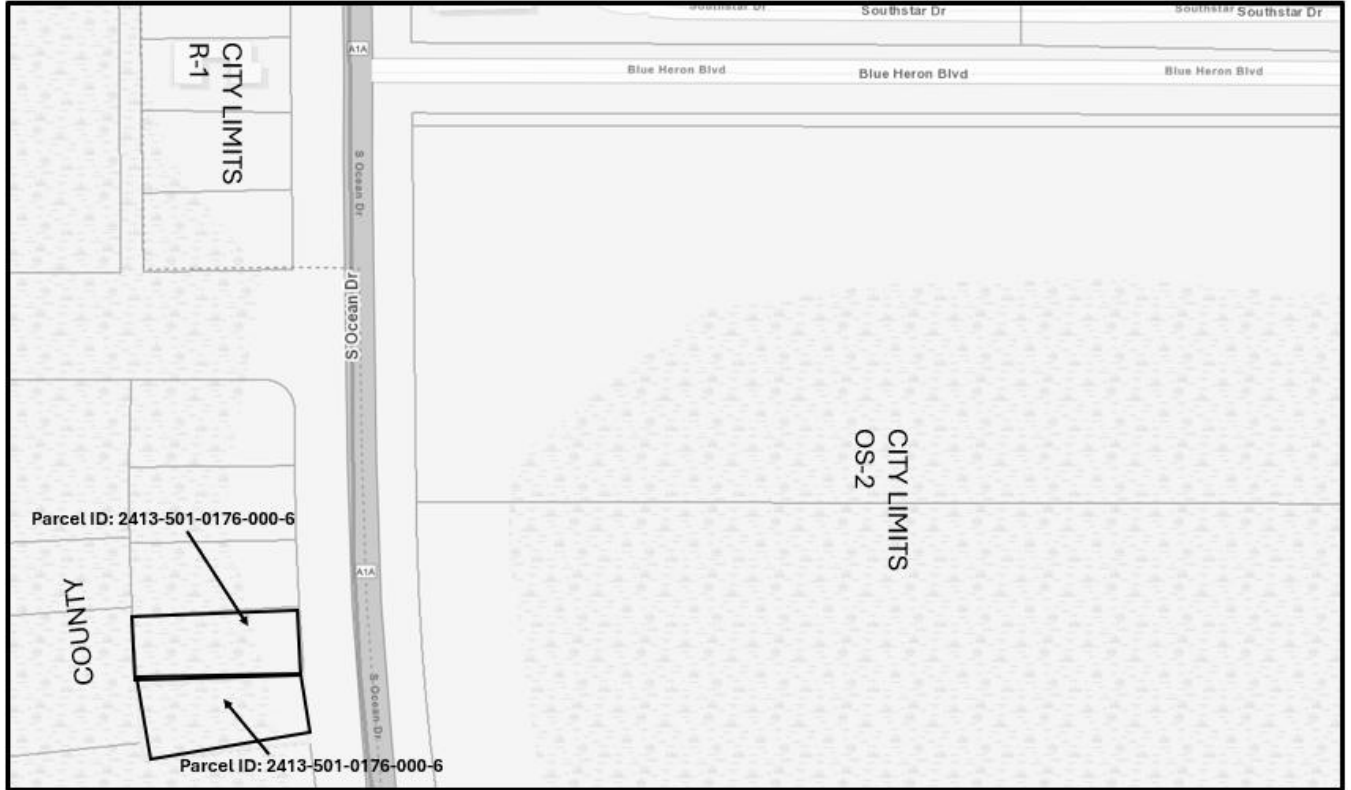 Southstar Dr
Southstar Dr
Southstar Dr
Southstar Dr
A1A
Blue Heron Blvd
Blue Heron Blvd
Blue Heron Blvd
CITY LIMITS
R-1
S Ocean Dr
S Ocean Dr
CITY LIMITS
OS-2
Parcel ID: 2413-501-0176-000-6
A1A
COUNTY
S Ocean Dr
Parcel ID: 2413-501-0176-000-6